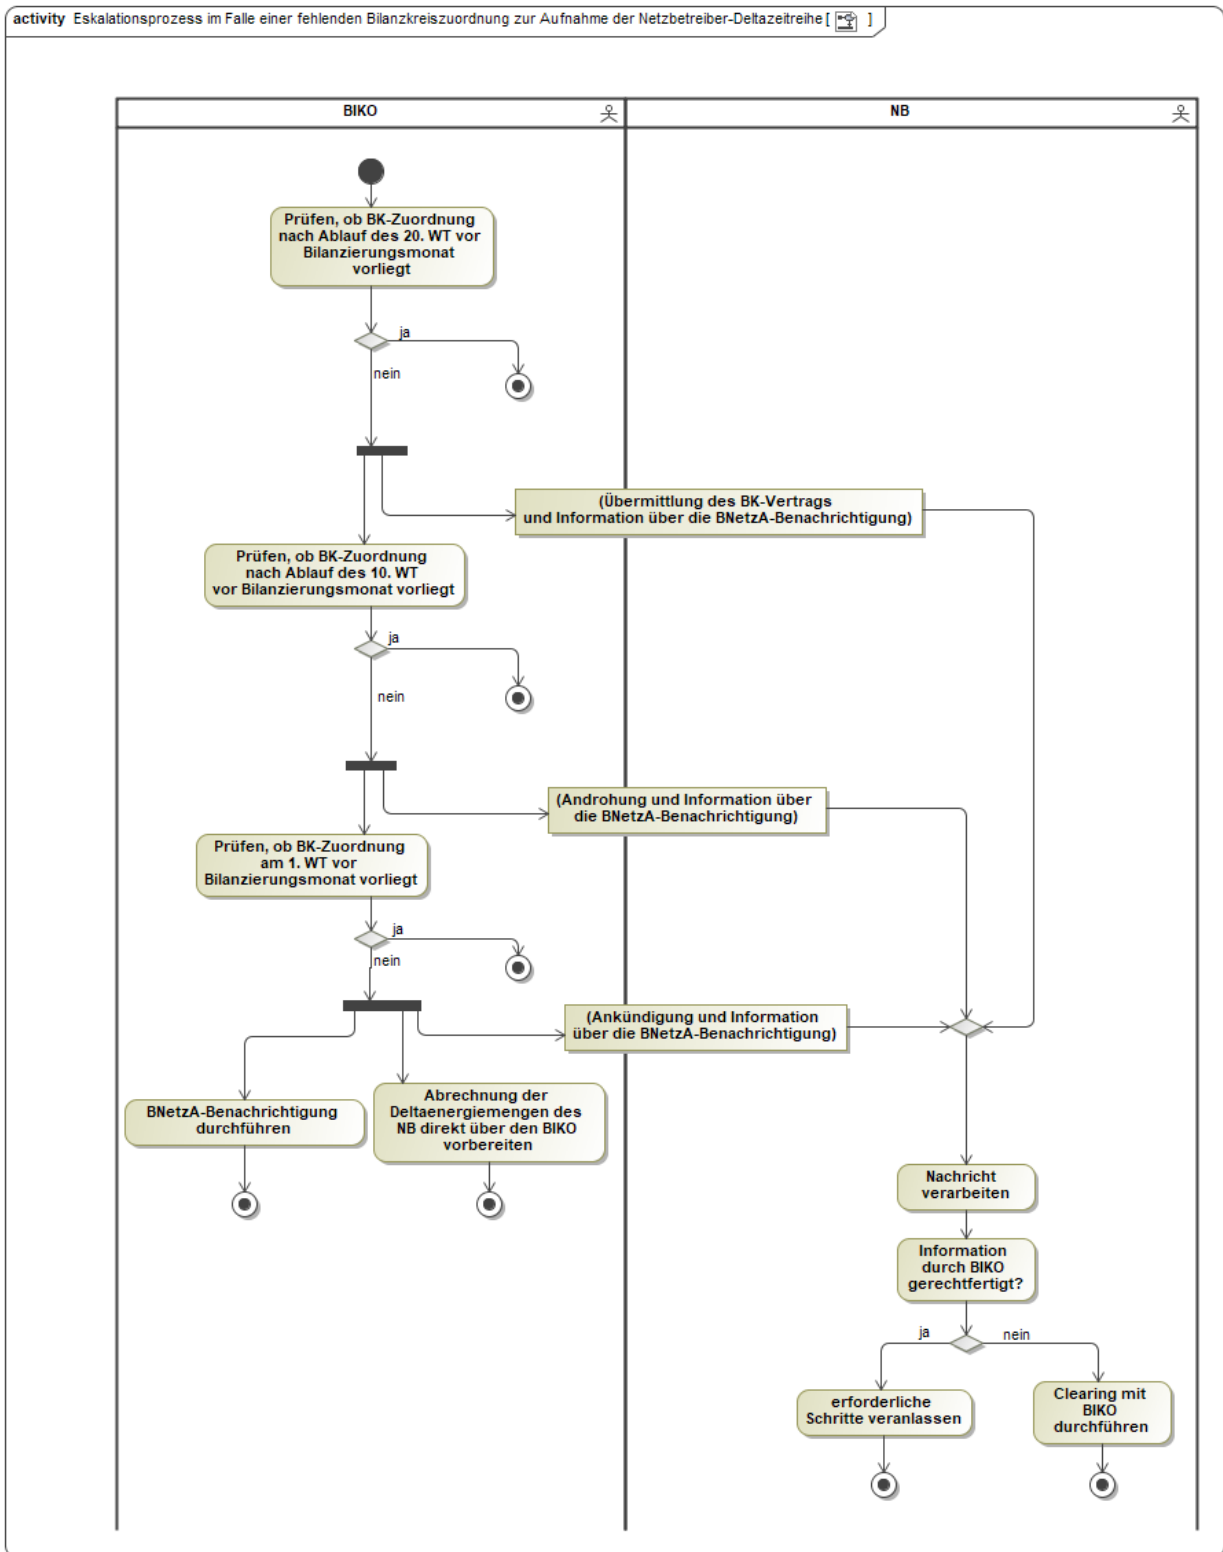 activity Eskalationsprozess im Falle einer fehlenden Bilanzkreiszuordnung zur Aufnahme der Netzbetreiber-Deltazeitreihe [ ]
BIKO
NB
Prüfen, ob BK-Zuordnung
nach Ablauf des 20. WT vor
Bilanzierungsmonat
vorliegt
ja
nein
(Übermittlung des BK-Vertrags
und Information über die BNetzA-Benachrichtigung)
Prüfen, ob BK-Zuordnung
nach Ablauf des 10. WT
vor Bilanzierungsmonat vorliegt
ja
nein
(Androhung und Information über
die BNetzA-Benachrichtigung)
Prüfen, ob BK-Zuordnung
am 1. WT vor
Bilanzierungsmonat vorliegt
ja
nein
(Ankündigung und Information
über die BNetzA-Benachrichtigung)
BNetzA-Benachrichtigung
durchführen
Abrechnung der
Deltaenergiemengen des
NB direkt über den BIKO
vorbereiten
Nachricht
verarbeiten
Information
durch BIKO
gerechtfertigt?
ja
nein
erforderliche
Schritte veranlassen
Clearing mit
BIKO
durchführen